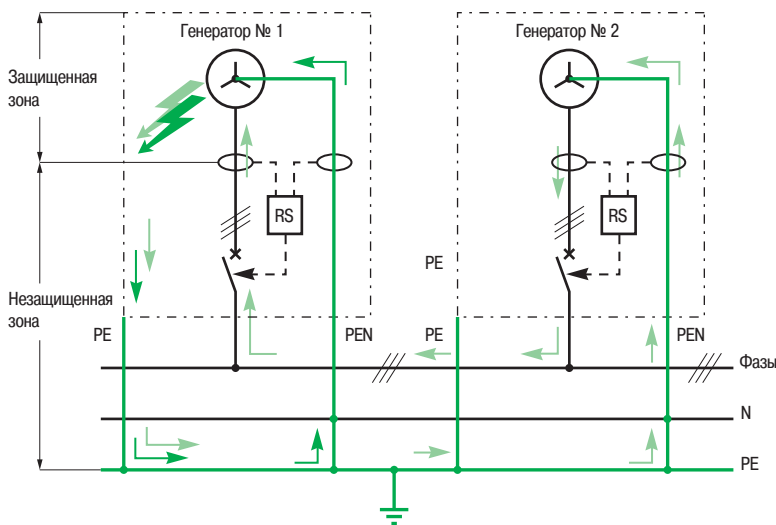 Генератор № 1
Генератор № 2
Защищенная
зона
RS
RS
PE
Незащищенная
зона
PE
PEN
PE
PEN
Фазы
N
PE